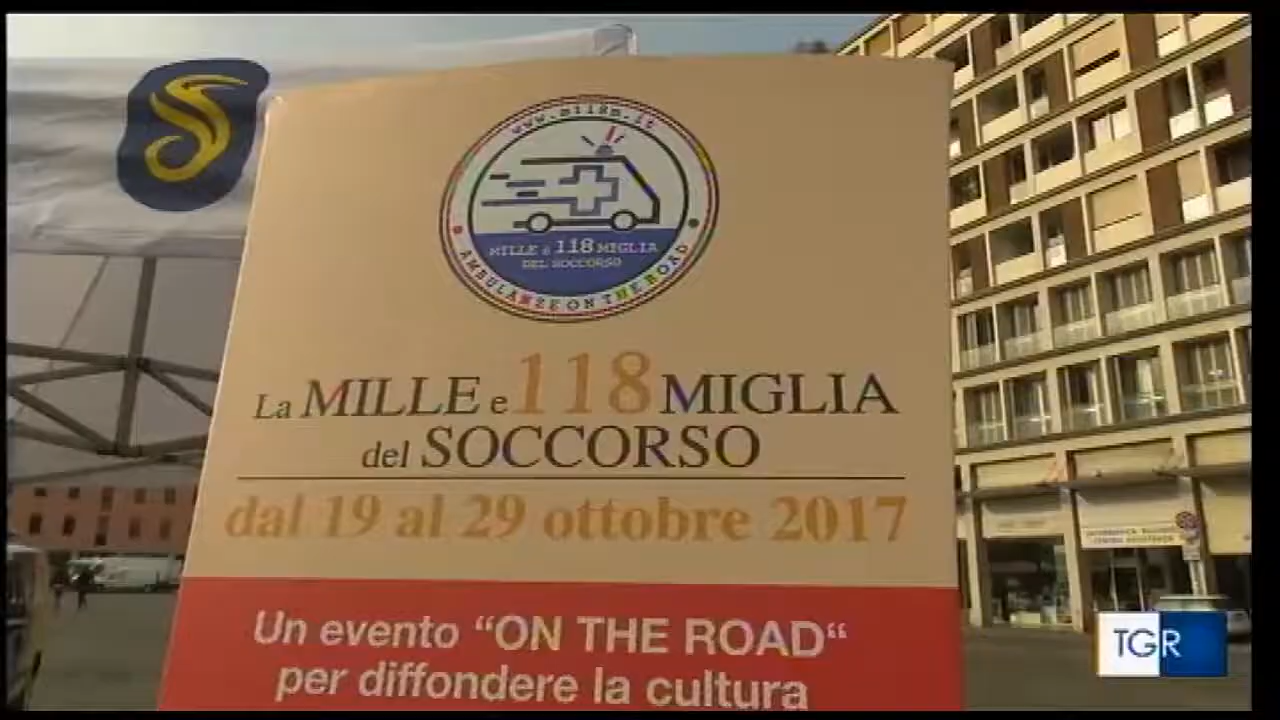 www.m118m.it
MILLE e 118 MIGLIA
DEL SOCCORSO
AMBULANZE ON THE ROAD
La MILLE e 118 MIGLIA
del SOCCORSO
dal 19 al 29 ottobre 2017
Un evento “ON THE ROAD“
per diffondere la cultura
TGR